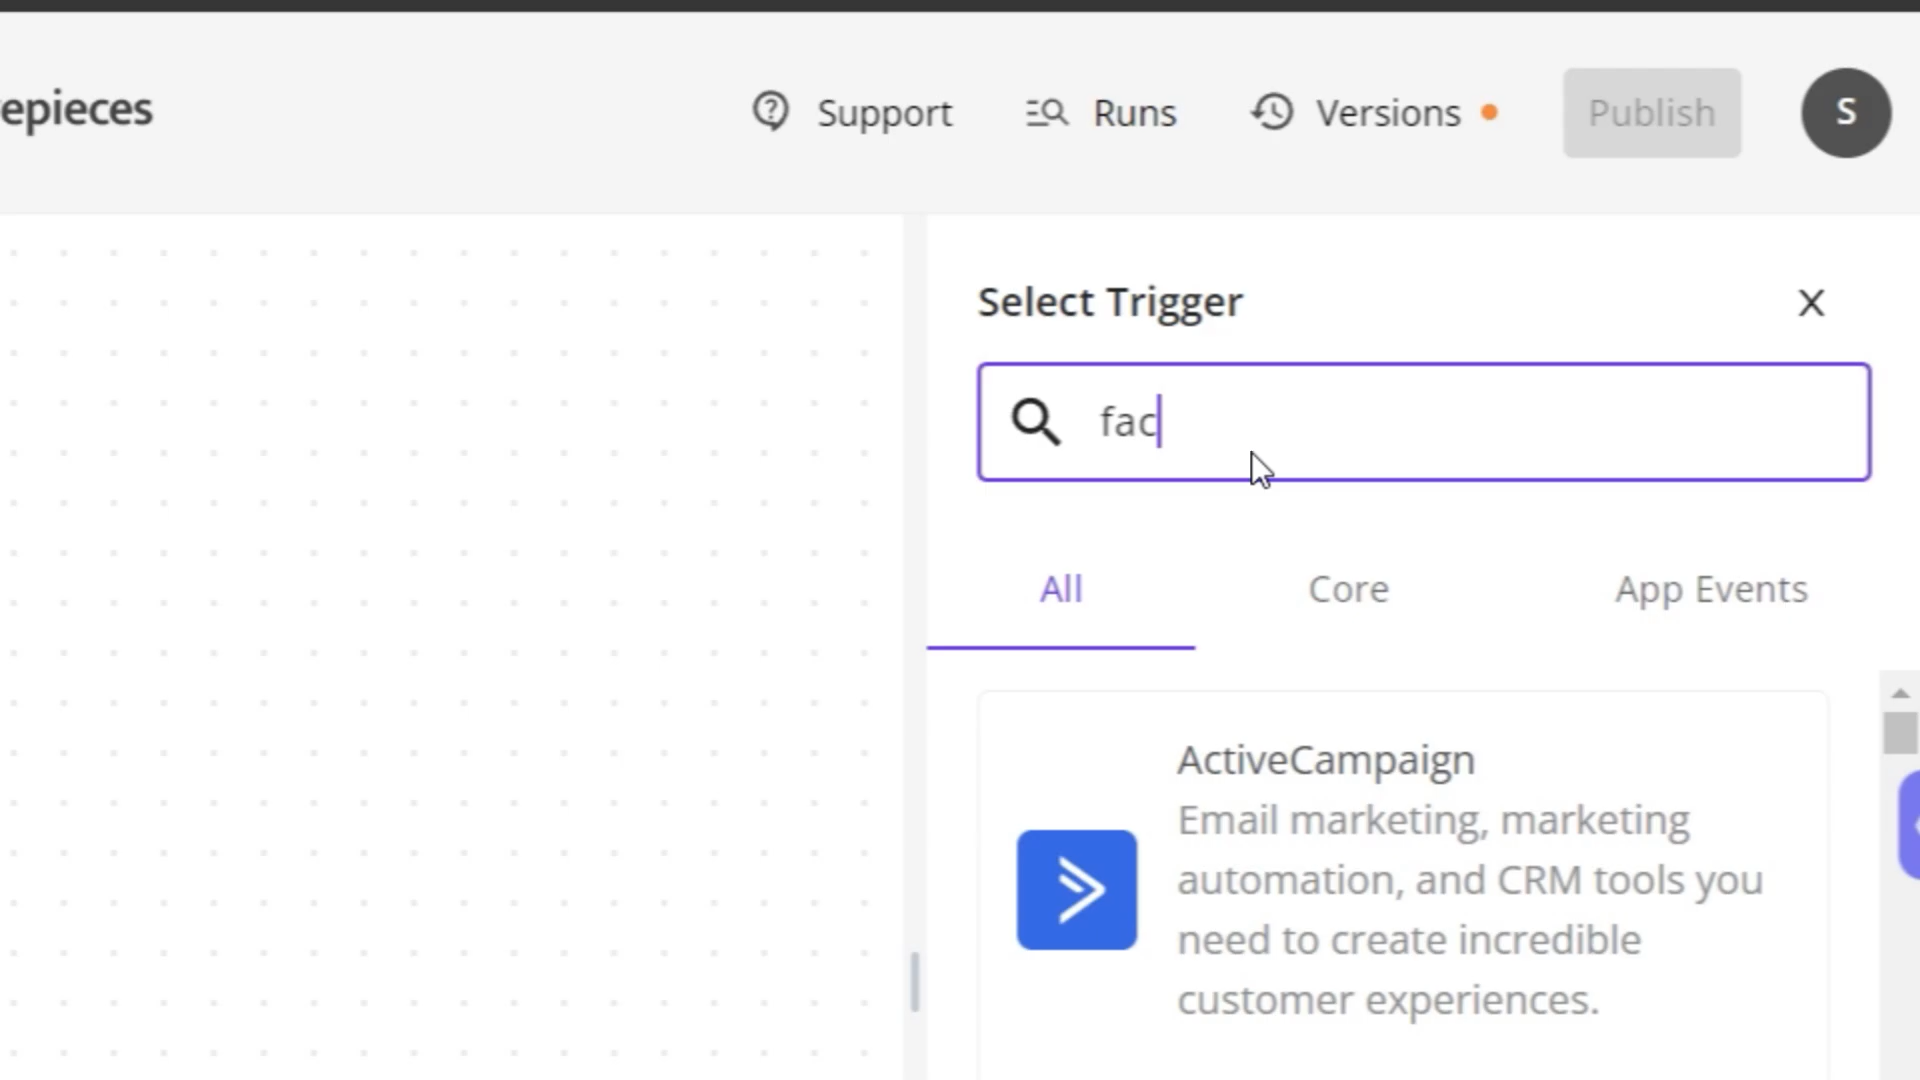 epieces
Support
Runs
Versions
Publish
S
Select Trigger
fac
All
Core
App Events
ActiveCampaign
Email marketing, marketing
automation, and CRM tools you
need to create incredible
customer experiences.